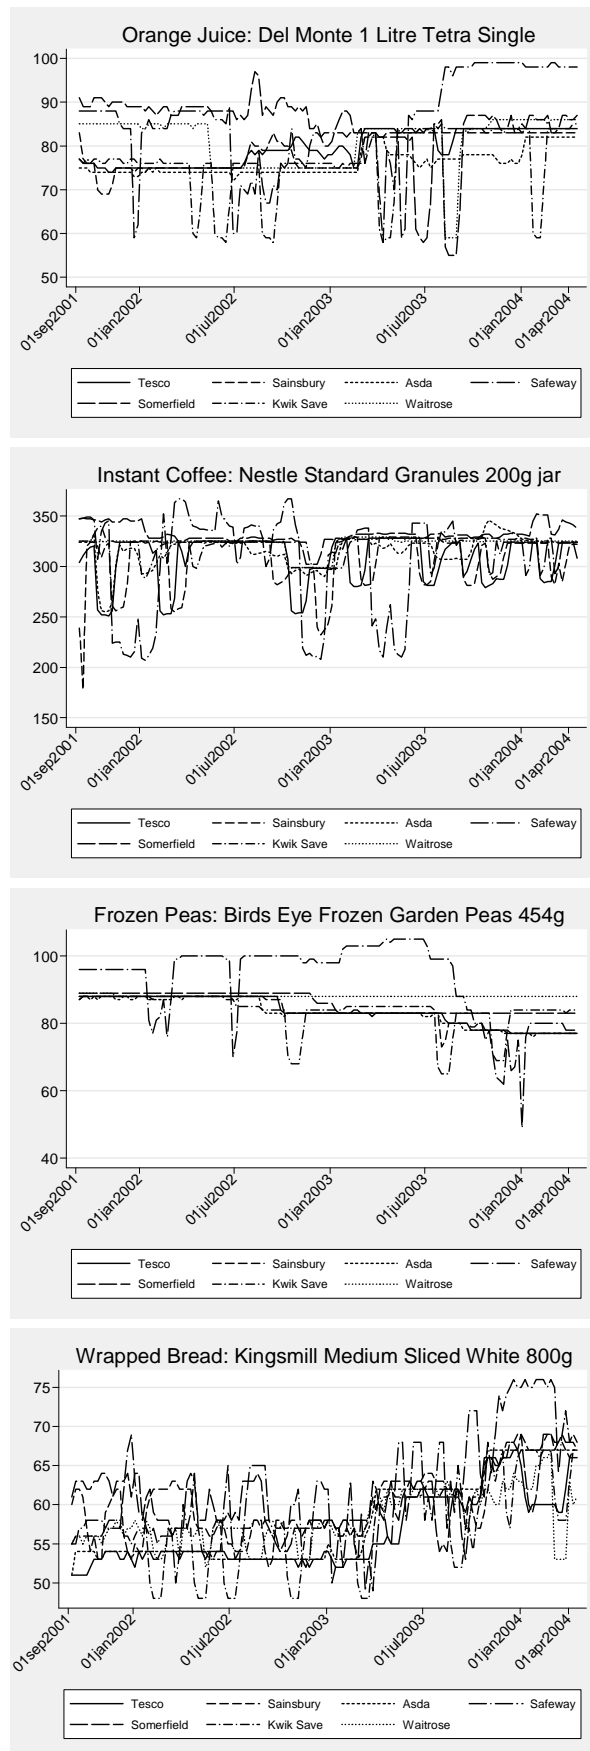 Orange Juice: Del Monte 1 Litre Tetra Single
100
90
80
70
60
50
01sep2001 01jan2002 01jul2002 01jan2003 01jul2003 01jan2004 01apr2004
Tesco Sainsbury Asda Safeway
Somerfield Kwik Save Waitrose
Instant Coffee: Nestle Standard Granules 200g jar
350
300
250
200
150
01sep2001 01jan2002 01jul2002 01jan2003 01jul2003 01jan2004 01apr2004
Tesco Sainsbury Asda Safeway
Somerfield Kwik Save Waitrose
Frozen Peas: Birds Eye Frozen Garden Peas 454g
100
80
60
40
01sep2001 01jan2002 01jul2002 01jan2003 01jul2003 01jan2004 01apr2004
Tesco Sainsbury Asda Safeway
Somerfield Kwik Save Waitrose
Wrapped Bread: Kingsmill Medium Sliced White 800g
75
70
65
60
55
50
01sep2001 01jan2002 01jul2002 01jan2003 01jul2003 01jan2004 01apr2004
Tesco Sainsbury Asda Safeway
Somerfield Kwik Save Waitrose